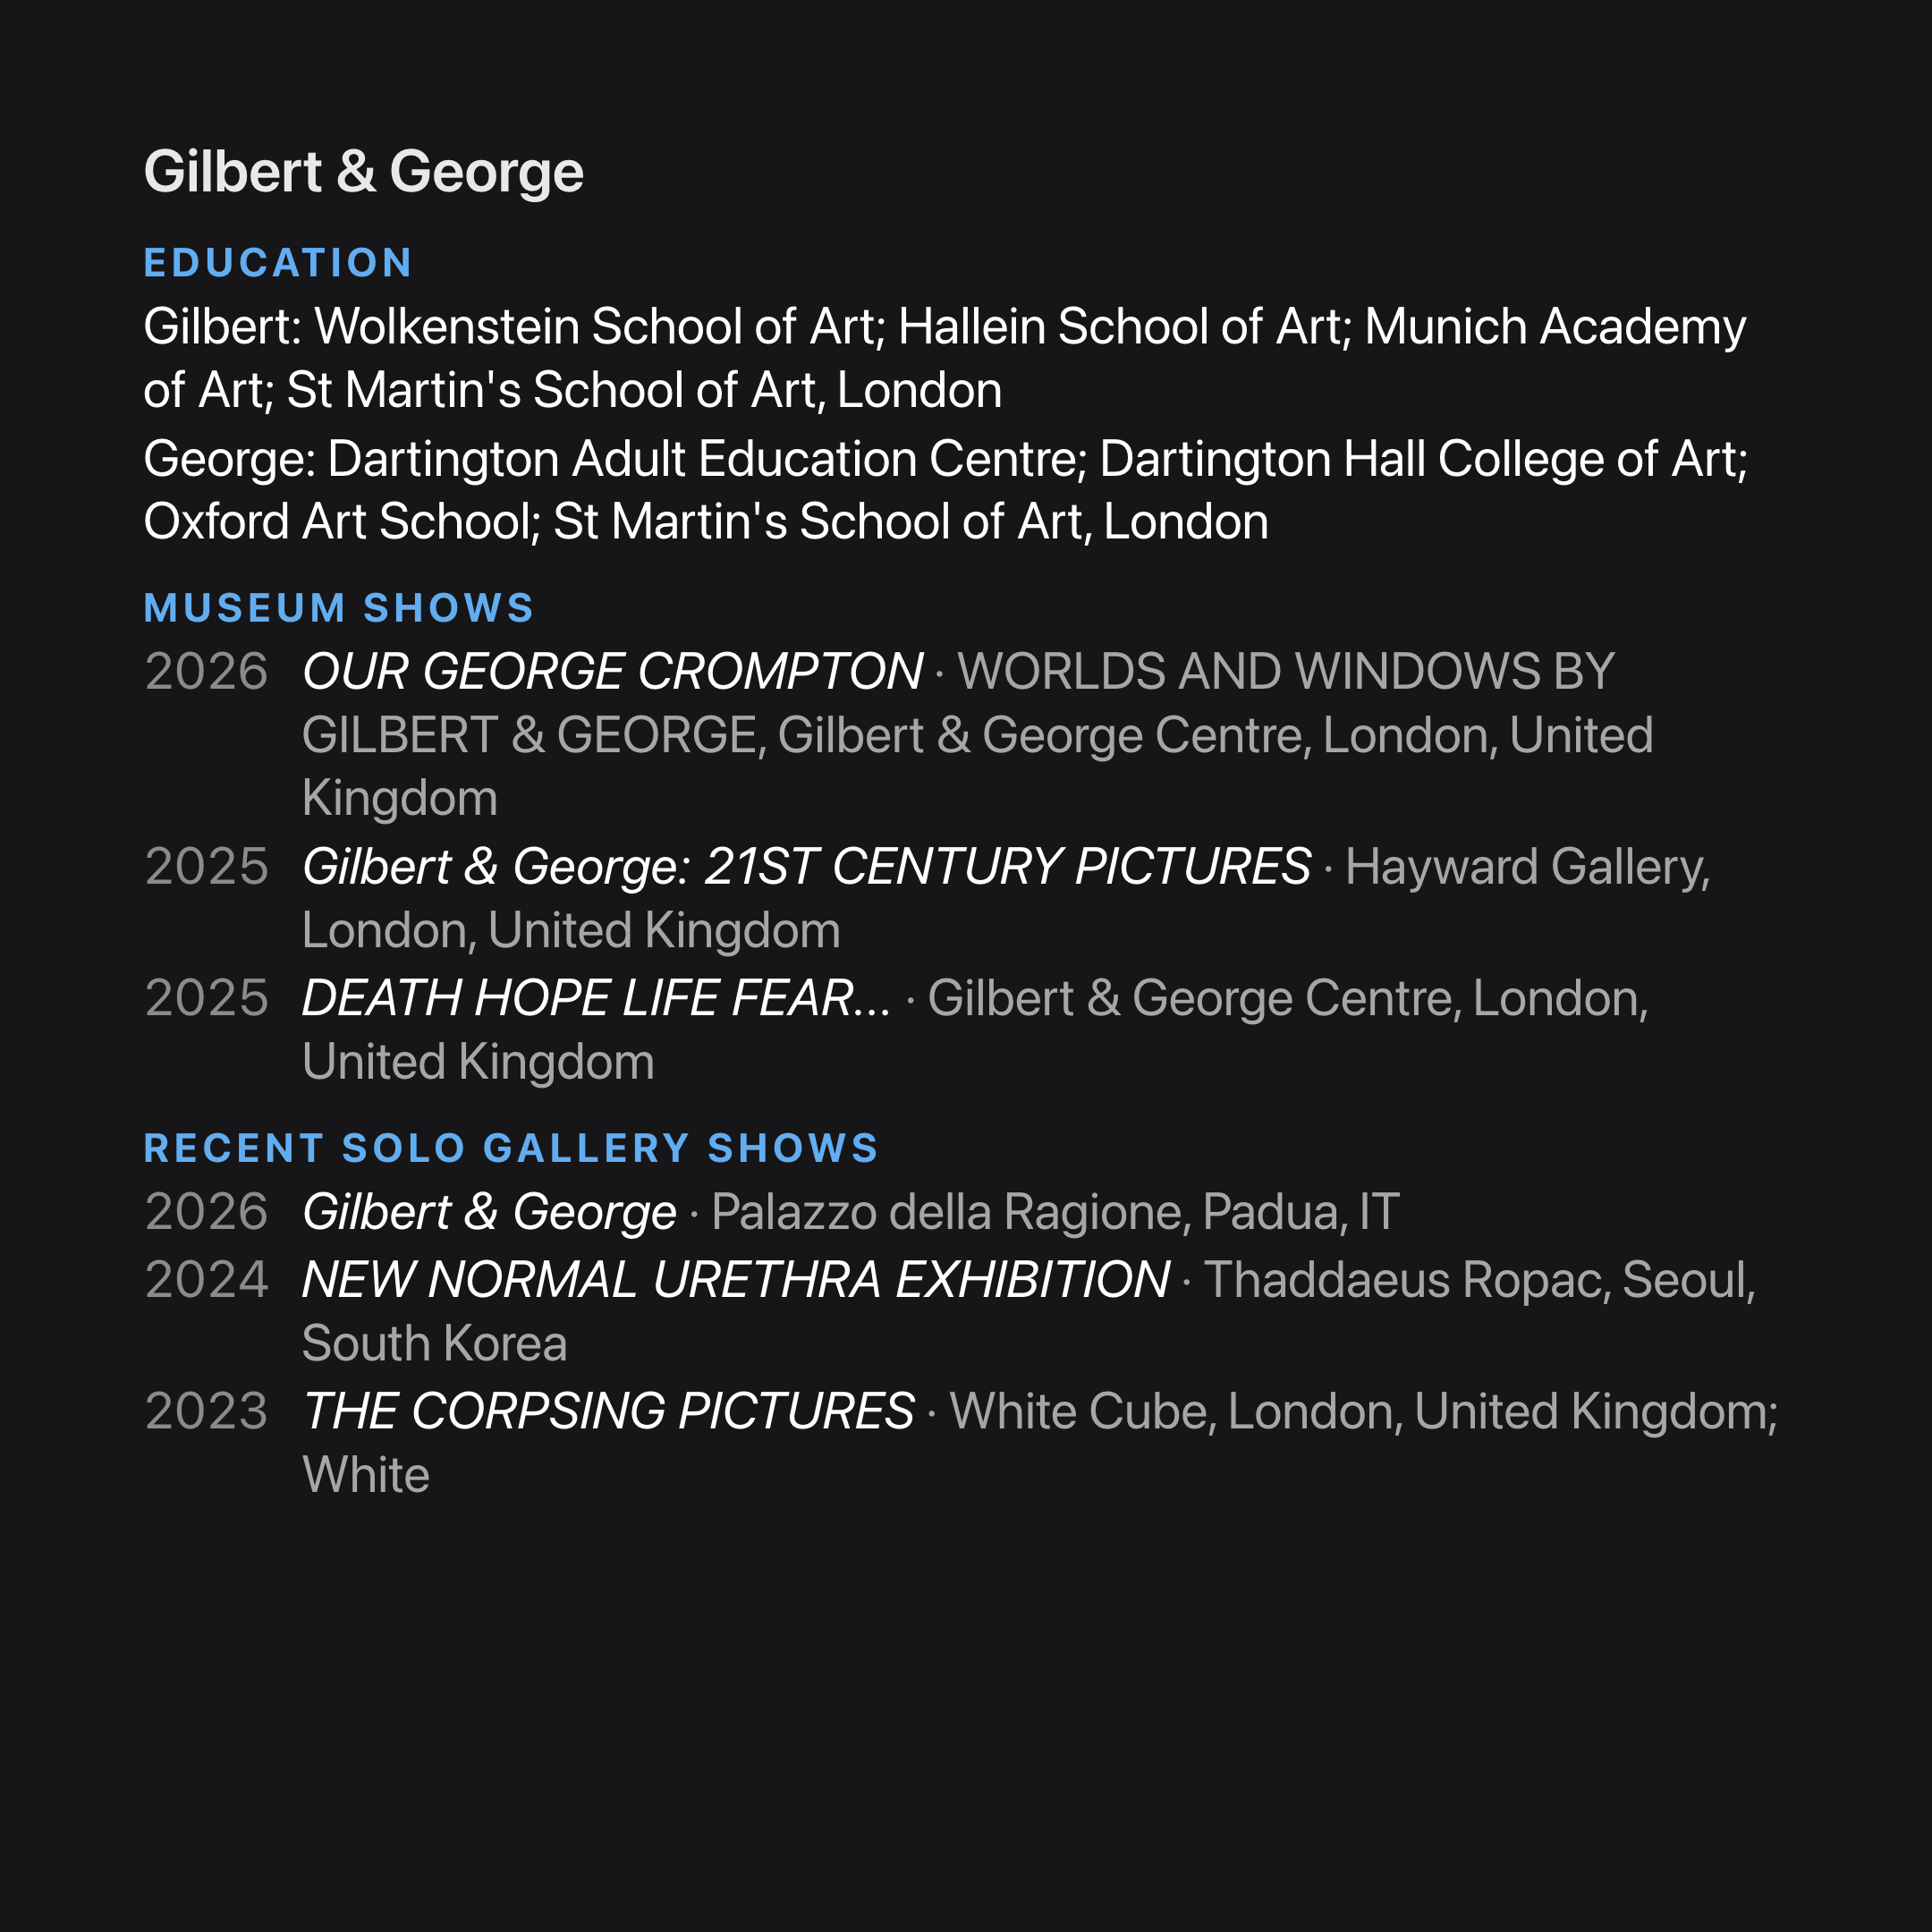 Gilbert & George
EDUCATION
Gilbert: Wolkenstein School of Art; Hallein School of Art; Munich Academy
of Art; St Martin's School of Art, London
George: Dartington Adult Education Centre; Dartington Hall College of Art;
Oxford Art School; St Martin's School of Art, London
MUSEUM SHOWS
2026 OUR GEORGE CROMPTON · WORLDS AND WINDOWS BY
GILBERT & GEORGE, Gilbert & George Centre, London, United
Kingdom
2025 Gilbert & George: 21ST CENTURY PICTURES · Hayward Gallery,
London, United Kingdom
2025 DEATH HOPE LIFE FEAR... · Gilbert & George Centre, London,
United Kingdom
RECENT SOLO GALLERY SHOWS
2026 Gilbert & George · Palazzo della Ragione, Padua, IT
2024 NEW NORMAL URETHRA EXHIBITION · Thaddaeus Ropac, Seoul,
South Korea
2023 THE CORPSING PICTURES · White Cube, London, United Kingdom;
White